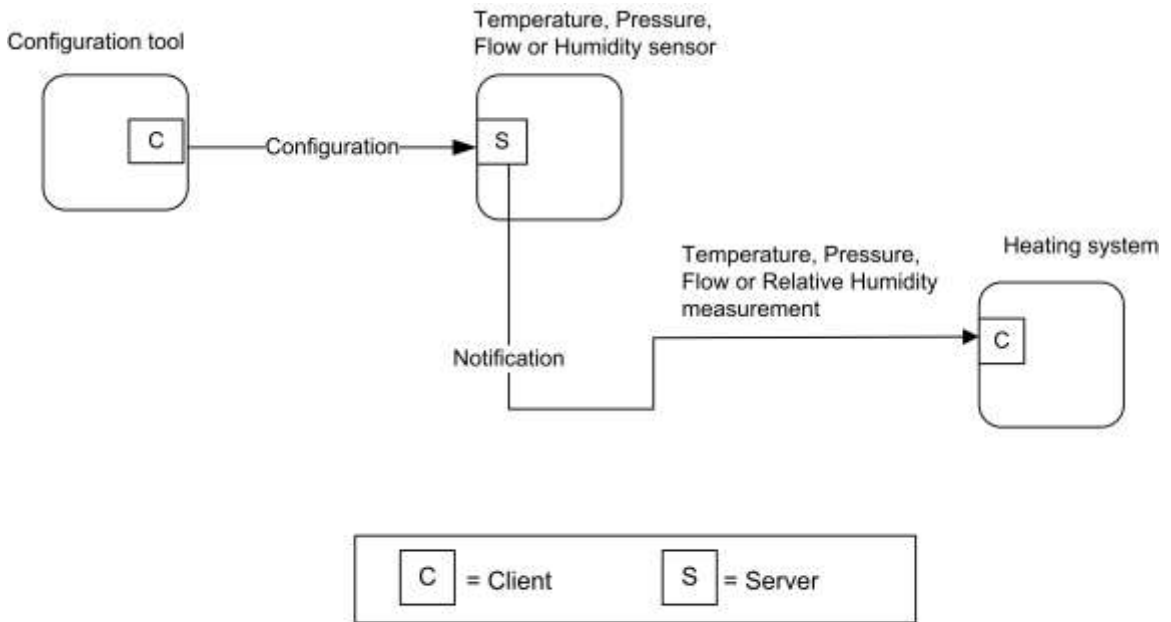 Configuration tool
Temperature, Pressure,
Flow or Humidity sensor
C
Configuration
S
Temperature, Pressure,
Flow or Relative Humidity
measurement
Heating system
C
Notification
C = Client S = Server